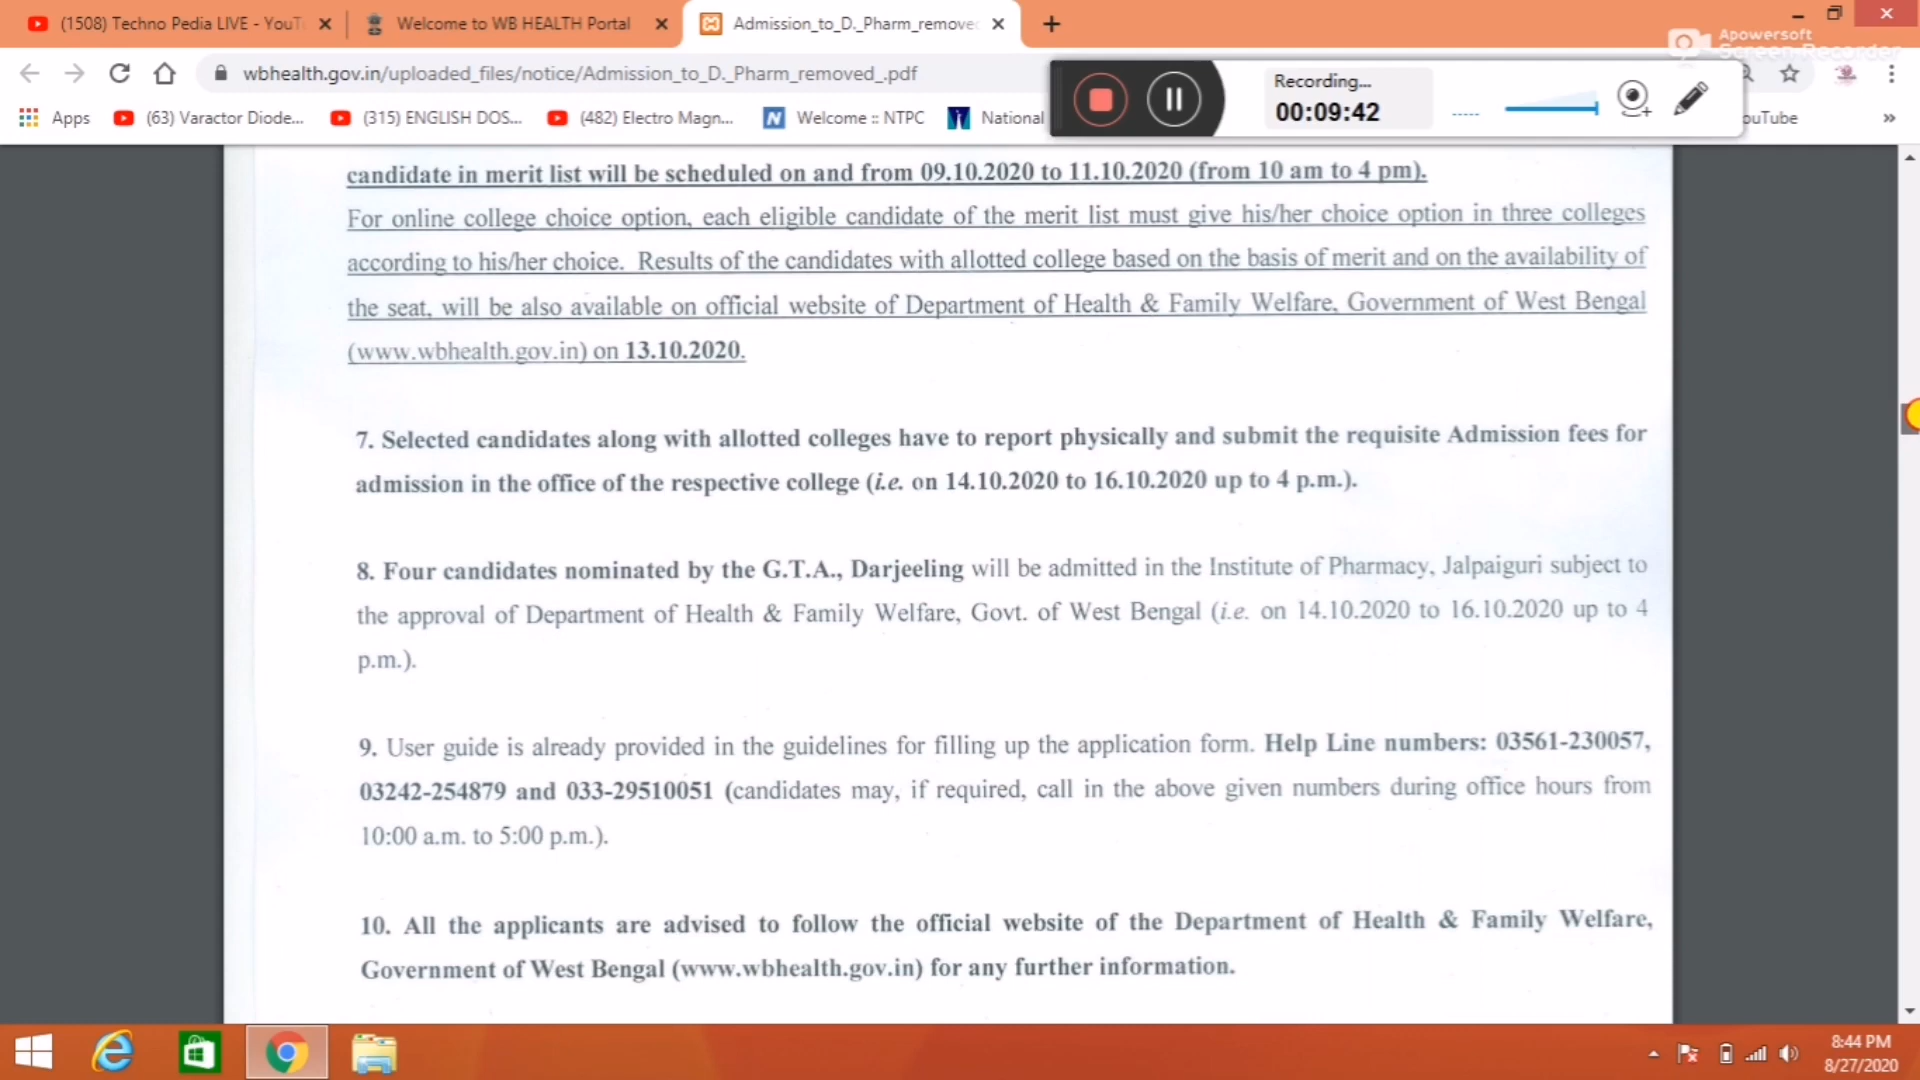 (1508) Techno Pedia LIVE - YouT
Welcome to WB HEALTH Portal
Admission_to_D._Pharm_remove
Apowersoft
Screen Recorder
wbhealth.gov.in/uploaded_files/notice/Admission_to_D._Pharm_removed_.pdf
Recording...
00:09:42
Apps
(63) Varactor Diode...
(315) ENGLISH DOS...
(482) Electro Magn...
Welcome :: NTPC
National
ouTube
candidate in merit list will be scheduled on and from 09.10.2020 to 11.10.2020 (from 10 am to 4 pm).
For online college choice option, each eligible candidate of the merit list must give his/her choice option in three colleges
according to his/her choice. Results of the candidates with allotted college based on the basis of merit and on the availability of
the seat, will be also available on official website of Department of Health & Family Welfare, Government of West Bengal
(www.wbhealth.gov.in) on 13.10.2020.
7. Selected candidates along with allotted colleges have to report physically and submit the requisite Admission fees for
admission in the office of the respective college (i.e. on 14.10.2020 to 16.10.2020 up to 4 p.m.).
8. Four candidates nominated by the G.T.A., Darjeeling will be admitted in the Institute of Pharmacy, Jalpaiguri subject to
the approval of Department of Health & Family Welfare, Govt. of West Bengal (i.e. on 14.10.2020 to 16.10.2020 up to 4
p.m.).
9. User guide is already provided in the guidelines for filling up the application form. Help Line numbers: 03561-230057,
03242-254879 and 033-29510051 (candidates may, if required, call in the above given numbers during office hours from
10:00 a.m. to 5:00 p.m.).
10. All the applicants are advised to follow the official website of the Department of Health & Family Welfare,
Government of West Bengal (www.wbhealth.gov.in) for any further information.
8:44 PM
8/27/2020